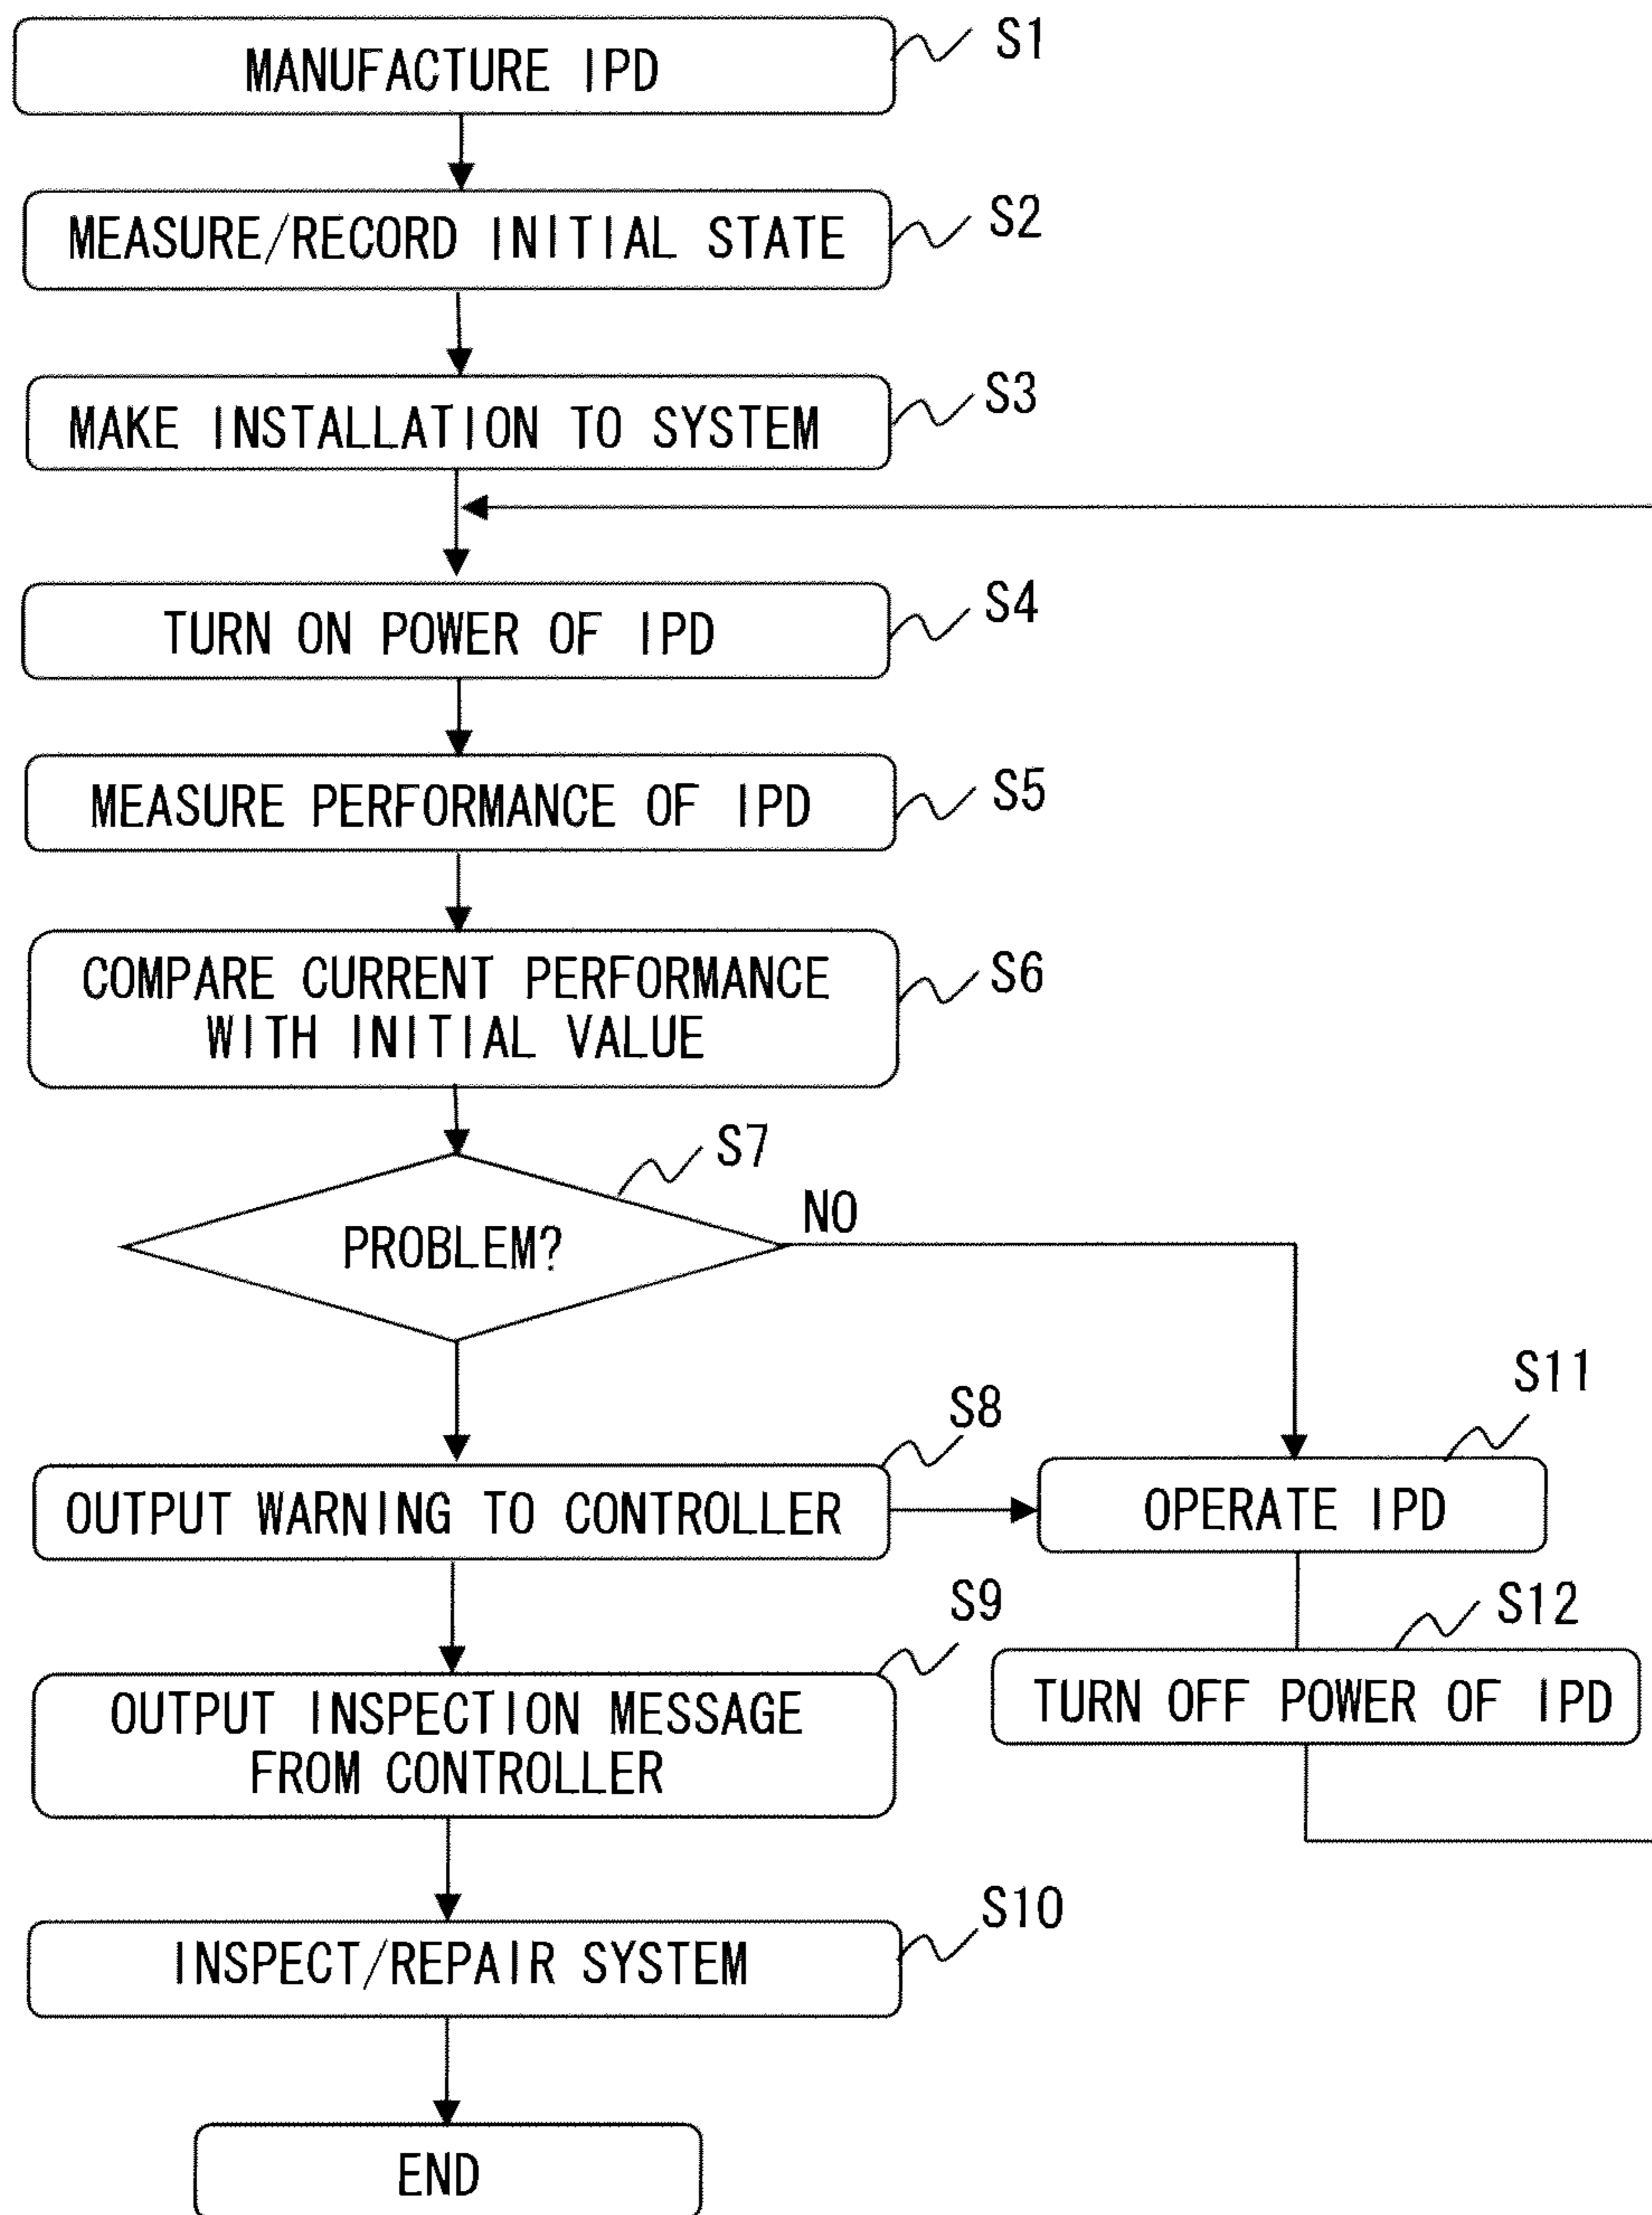 MANUFACTURE IPD
S1
MEASURE/RECORD INITIAL STATE
S2
MAKE INSTALLATION TO SYSTEM
S3
TURN ON POWER OF IPD
S4
MEASURE PERFORMANCE OF IPD
S5
COMPARE CURRENT PERFORMANCE
WITH INITIAL VALUE
S6
S7
PROBLEM?
NO
S8
OUTPUT WARNING TO CONTROLLER
S11
OPERATE IPD
S9
OUTPUT INSPECTION MESSAGE
FROM CONTROLLER
S12
TURN OFF POWER OF IPD
S10
INSPECT/REPAIR SYSTEM
END